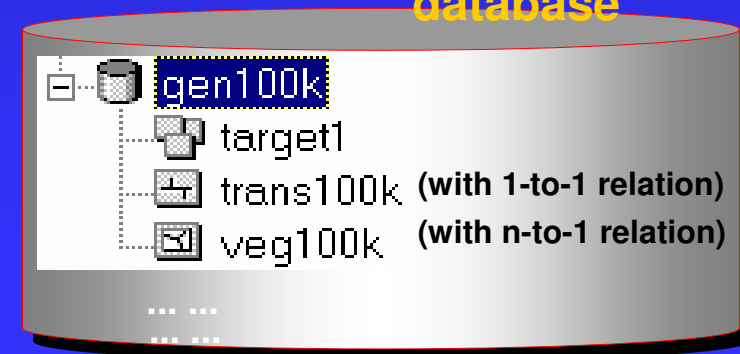 database
gen100k
target1
trans100k (with 1-to-1 relation)
veg100k (with n-to-1 relation)
... ...
... ...